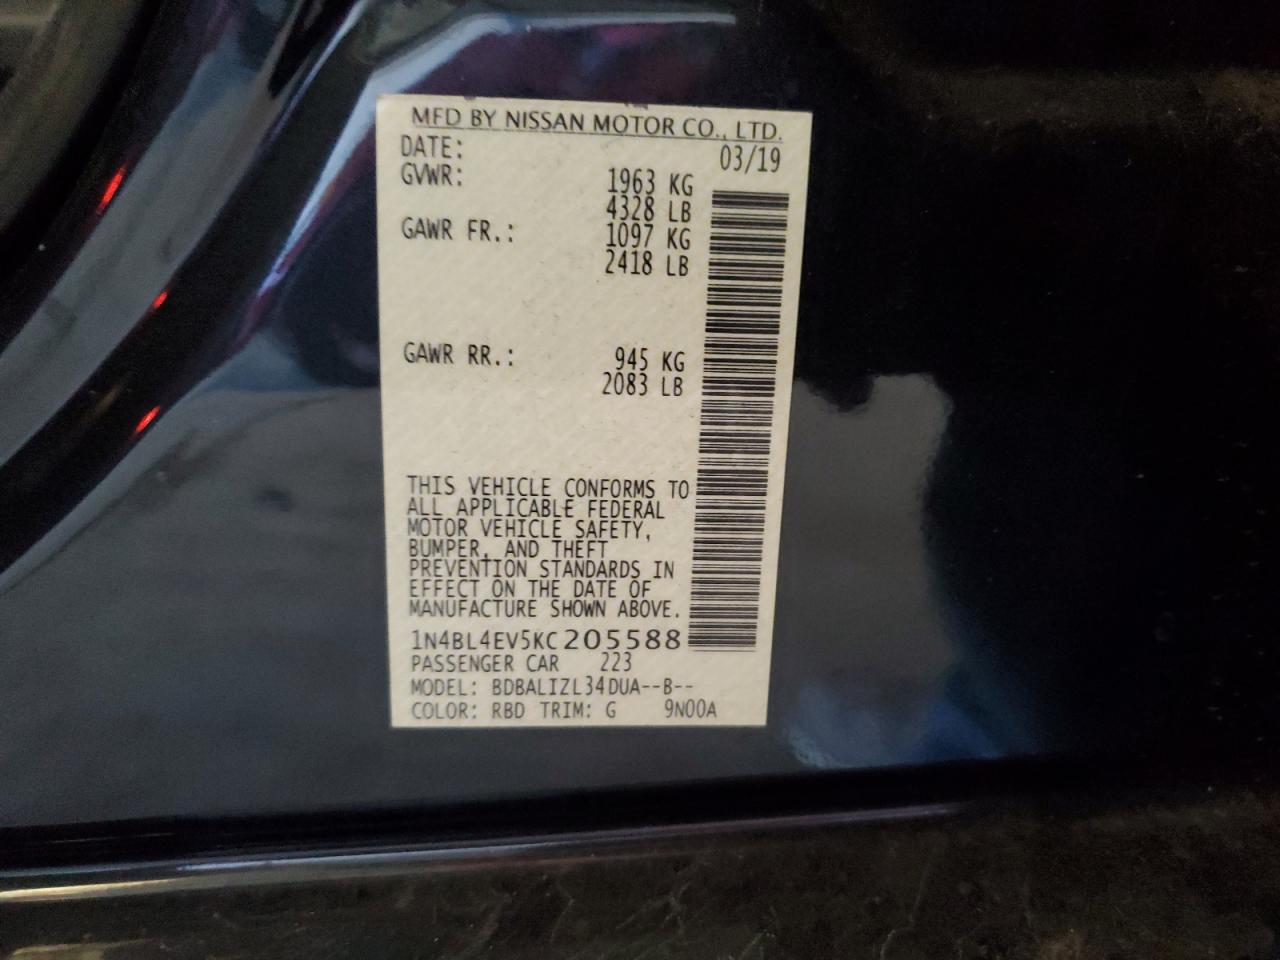 MFD BY NISSAN MOTOR CO., LTD.
DATE: 03/19
GVWR: 1963 KG
4328 LB
GAWR FR.: 1097 KG
2418 LB
GAWR RR.: 945 KG
2083 LB
THIS VEHICLE CONFORMS TO
ALL APPLICABLE FEDERAL
MOTOR VEHICLE SAFETY,
BUMPER, AND THEFT
PREVENTION STANDARDS IN
EFFECT ON THE DATE OF
MANUFACTURE SHOWN ABOVE.
1N4BL4EV5KC205588
PASSENGER CAR 223
MODEL: BDBALIZL34DUA--B--
COLOR: RBD TRIM: G 9N00A